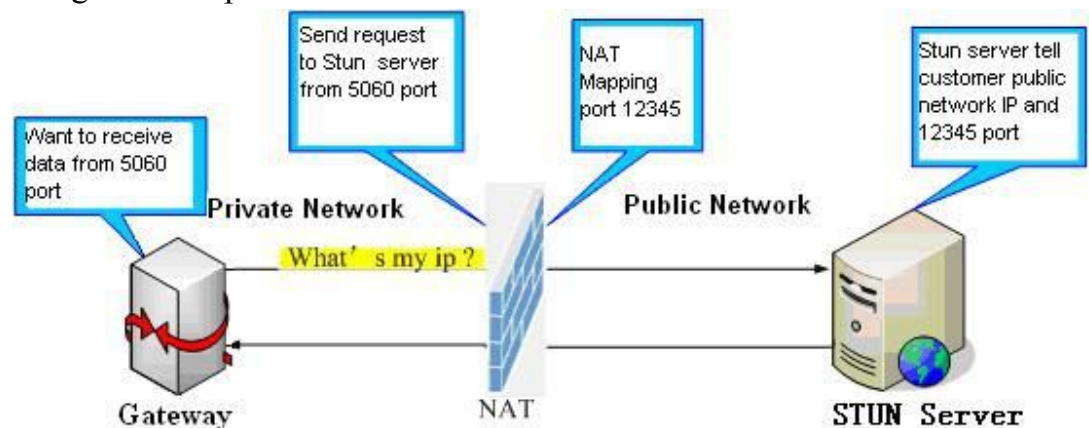 Send request
to Stun server
from 5060 port
NAT
Mapping
port 12345
Stun server tell
customer public
network IP and
12345 port
Want to receive
data from 5060
port
Private Network
Public Network
What's my ip ?
Gateway
NAT
STUN Server